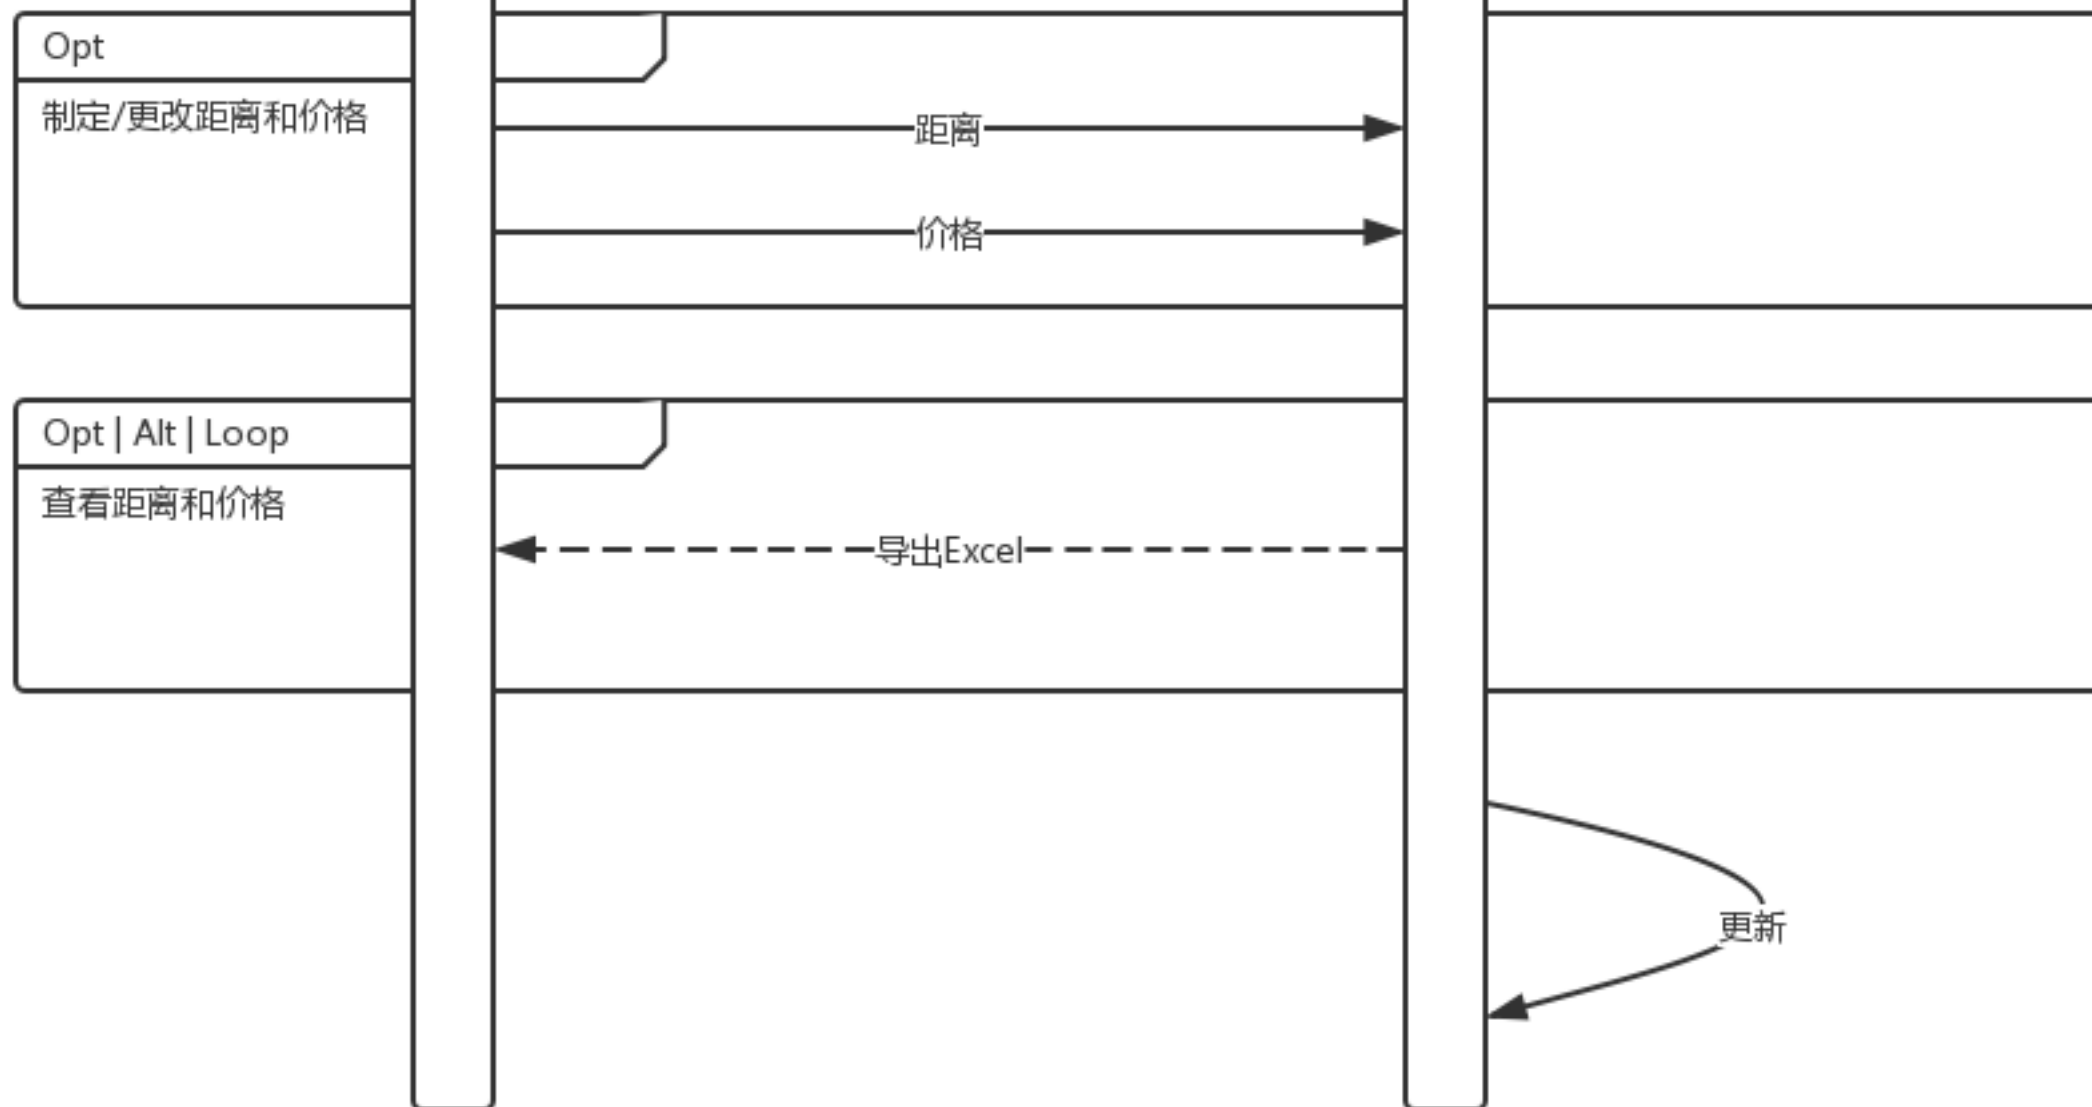 Opt
制定/更改距离和价格
距离
价格
Opt | Alt | Loop
查看距离和价格
导出Excel
更新